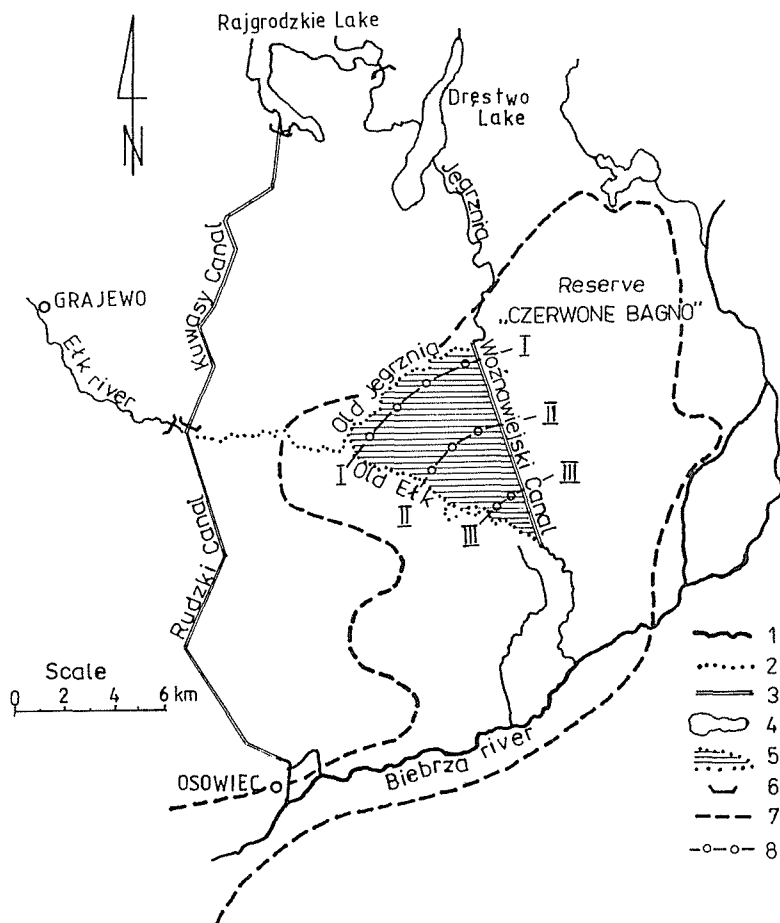 Rajgrodzkie Lake
Dręstwo
Lake
N
Jegrznia
Kuwasy Canal
Reserve
„CZERWONE BAGNO”
GRAJEWO
Ełk river
Old Jegrznia
Woźnawiejski Canal
I
II
III
Old Ełk
I
II
III
Rudzki Canal
Scale
0 2 4 6 km
OSOWIEC
Biebrza river
1
2
3
4
5
6
7
8